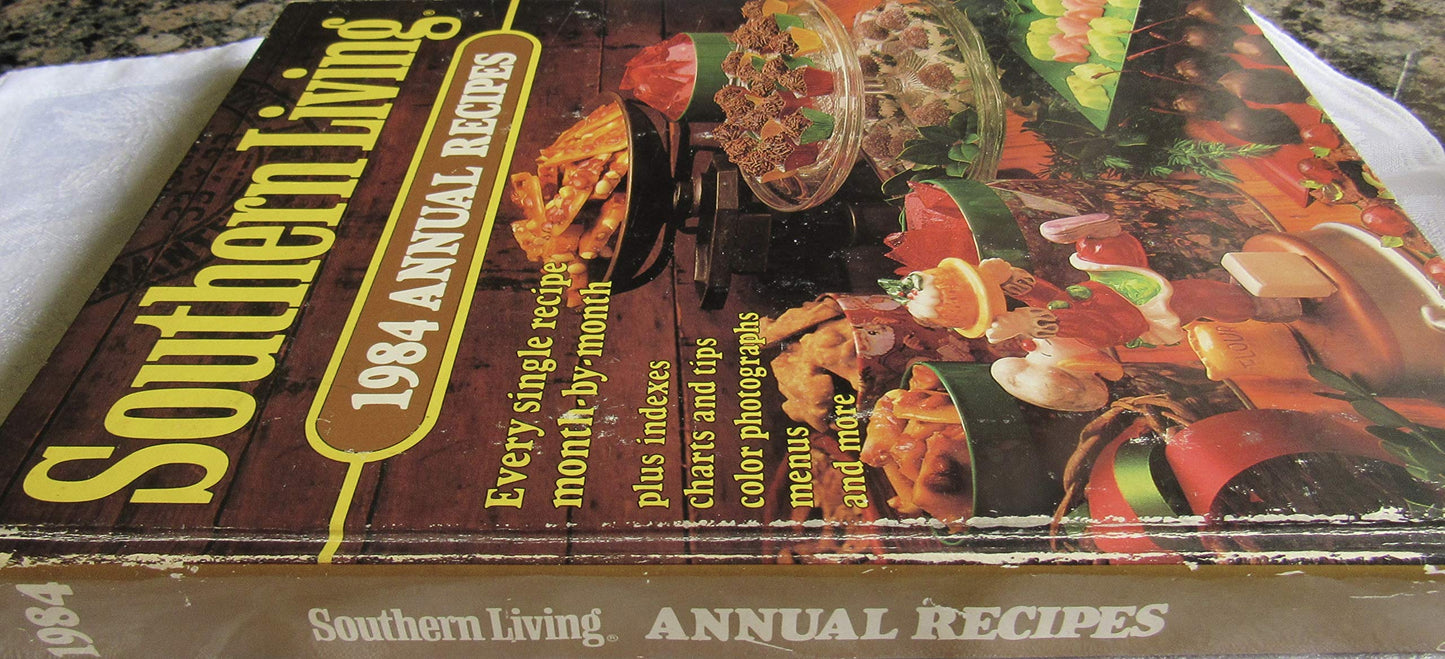 Southern Living®
1984 ANNUAL RECIPES
Every single recipe
month-by-month
plus indexes
charts and tips
color photographs
menus
and more
FLOUR
1984
Southern Living® ANNUAL RECIPES